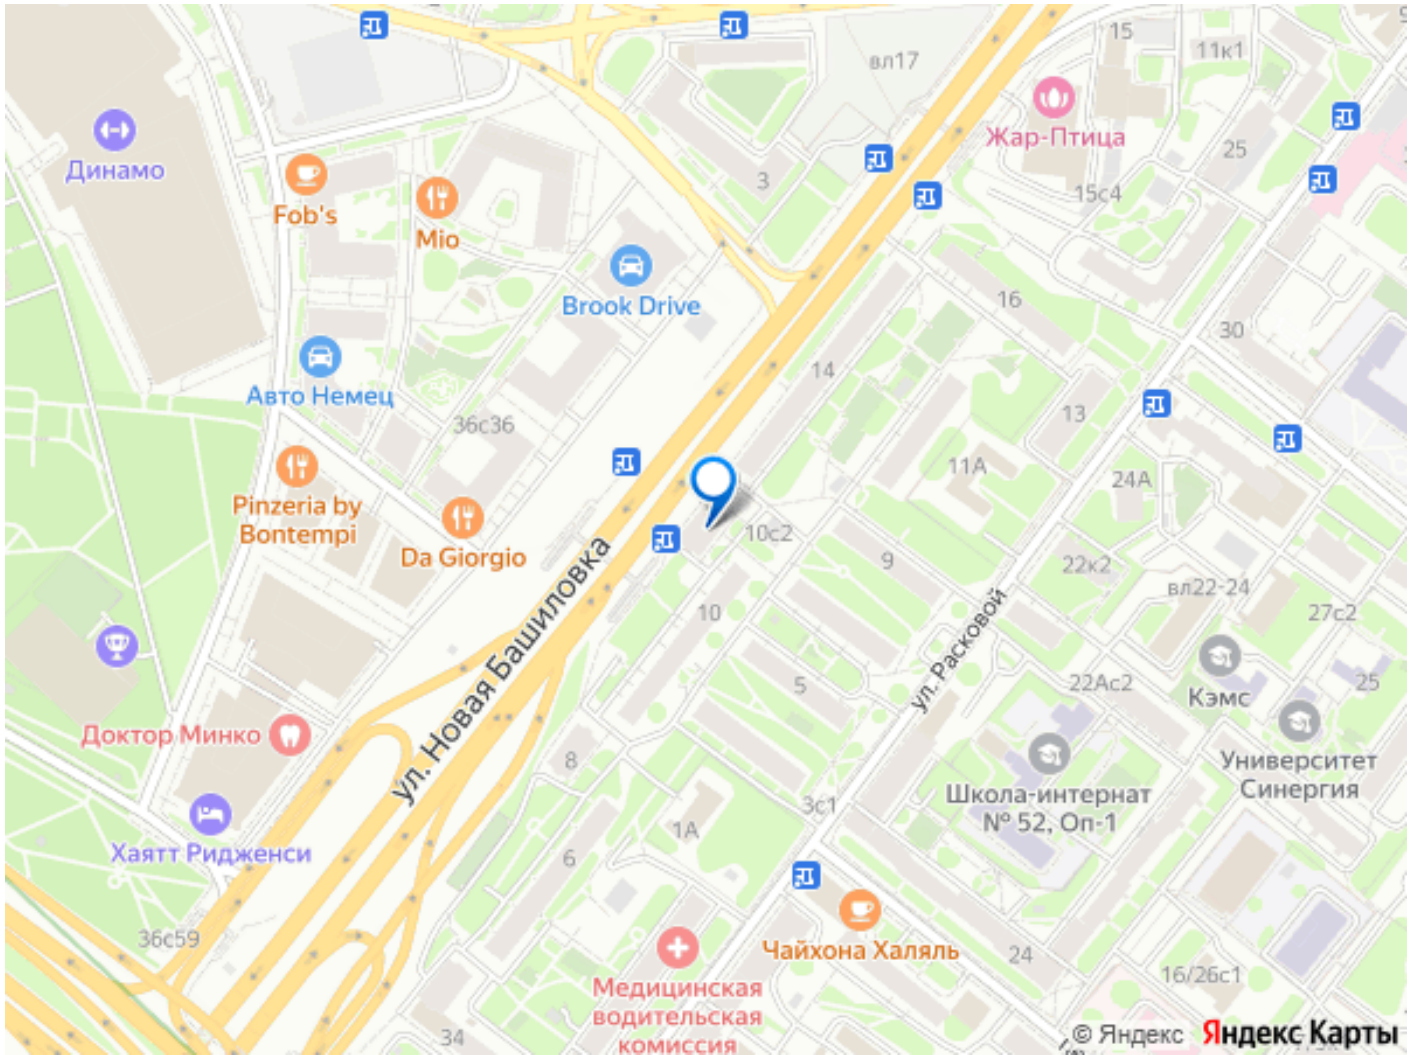 15
11к1
вл17
Жар-Птица
Динамо
25
3
15с4
Fob's
Mio
Brook Drive
16
30
14
Авто Немец
36с36
13
11А
24А
Pinzeria by
Bontempi
Da Giorgio
10с2
9
22к2
вл22-24
ул. Новая Башиловка
10
ул. Расковой
27с2
5
22Ас2
Кэмс
25
Доктор Минко
8
Университет
Синергия
Школа-интернат
№ 52, Оп-1
3с1
1А
Хаятт Ридженси
6
36с59
Чайхона Халяль
24
16/26с1
Медицинская
водительская
комиссия
34
© Яндекс Яндекс Карты